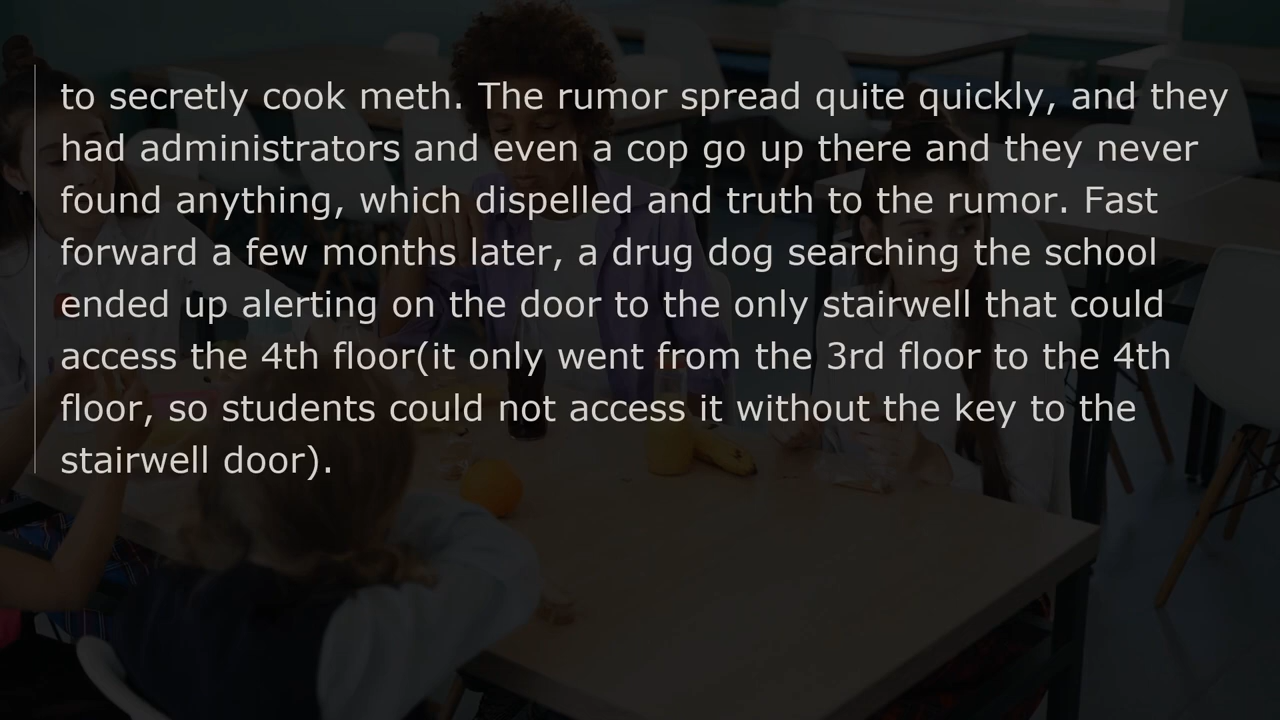 to secretly cook meth. The rumor spread quite quickly, and they
had administrators and even a cop go up there and they never
found anything, which dispelled and truth to the rumor. Fast
forward a few months later, a drug dog searching the school
ended up alerting on the door to the only stairwell that could
access the 4th floor(it only went from the 3rd floor to the 4th
floor, so students could not access it without the key to the
stairwell door).